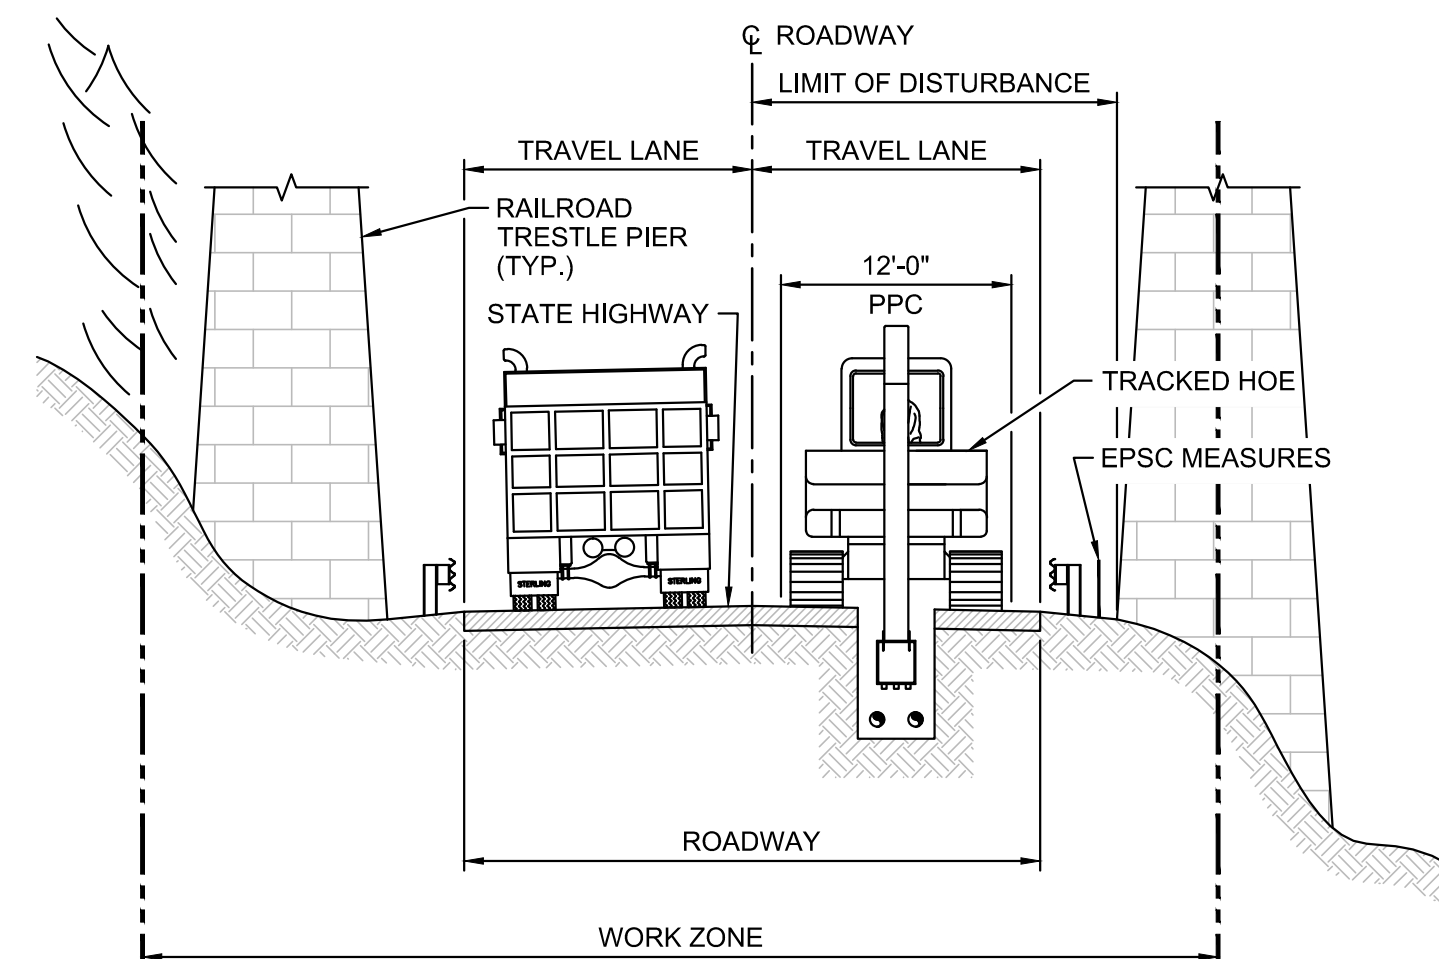 ℄ ROADWAY
LIMIT OF DISTURBANCE
TRAVEL LANE
TRAVEL LANE
RAILROAD
TRESTLE PIER
(TYP.)
12'-0"
PPC
STATE HIGHWAY
TRACKED HOE
EPSC MEASURES
STERLING
STERLING
ROADWAY
WORK ZONE